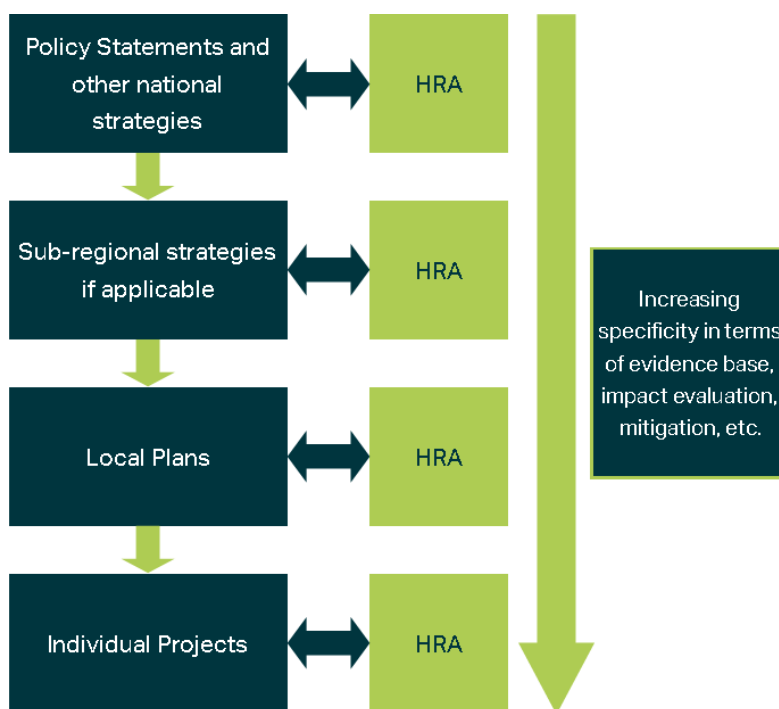 Policy Statements and
other national
strategies
HRA
Sub-regional strategies
if applicable
HRA
Local Plans
HRA
Individual Projects
HRA
Increasing
specificity in terms
of evidence base,
impact evaluation,
mitigation, etc.